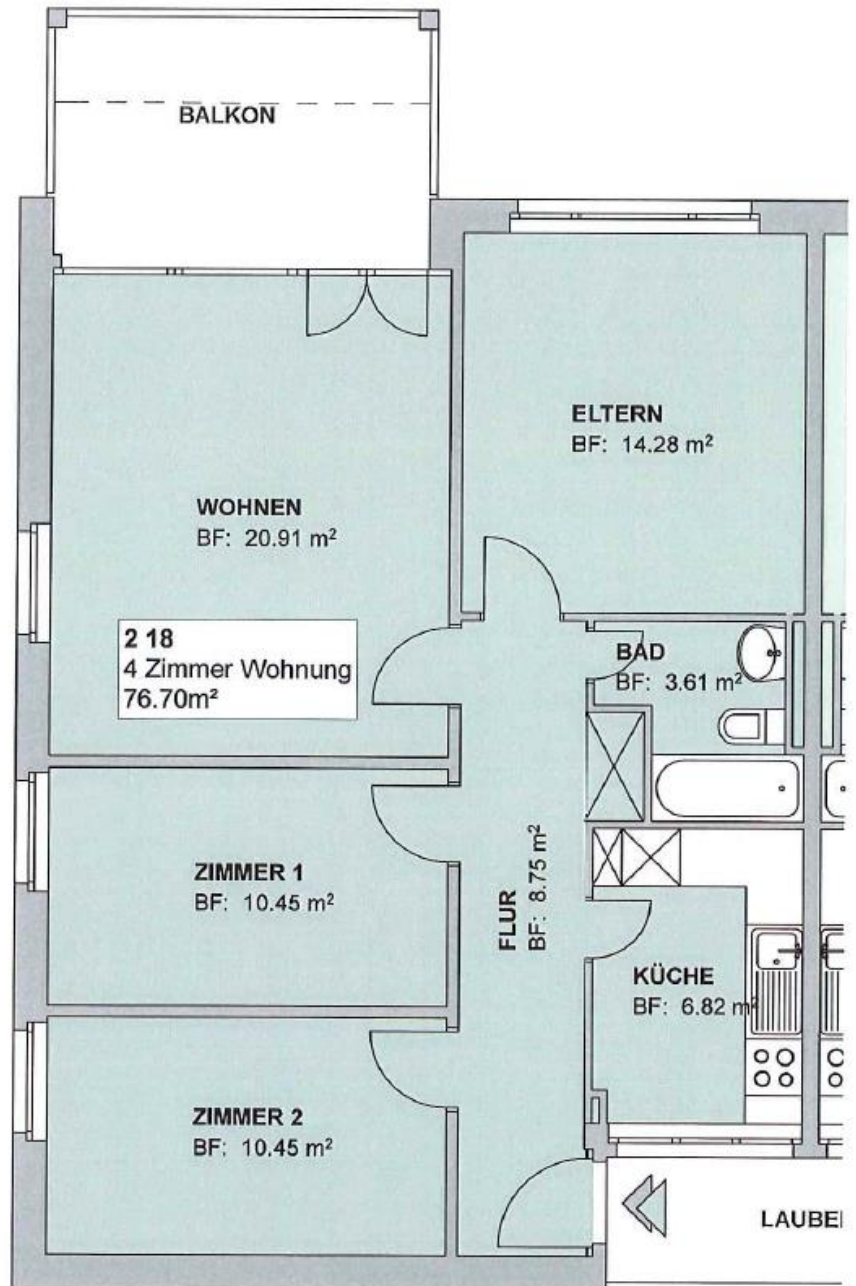 BALKON
ELTERN
BF: 14.28 m²
WOHNEN
BF: 20.91 m²
2 18
4 Zimmer Wohnung
76.70m²
BAD
BF: 3.61 m²
ZIMMER 1
BF: 10.45 m²
FLUR
BF: 8.75 m²
KÜCHE
BF: 6.82 m²
ZIMMER 2
BF: 10.45 m²